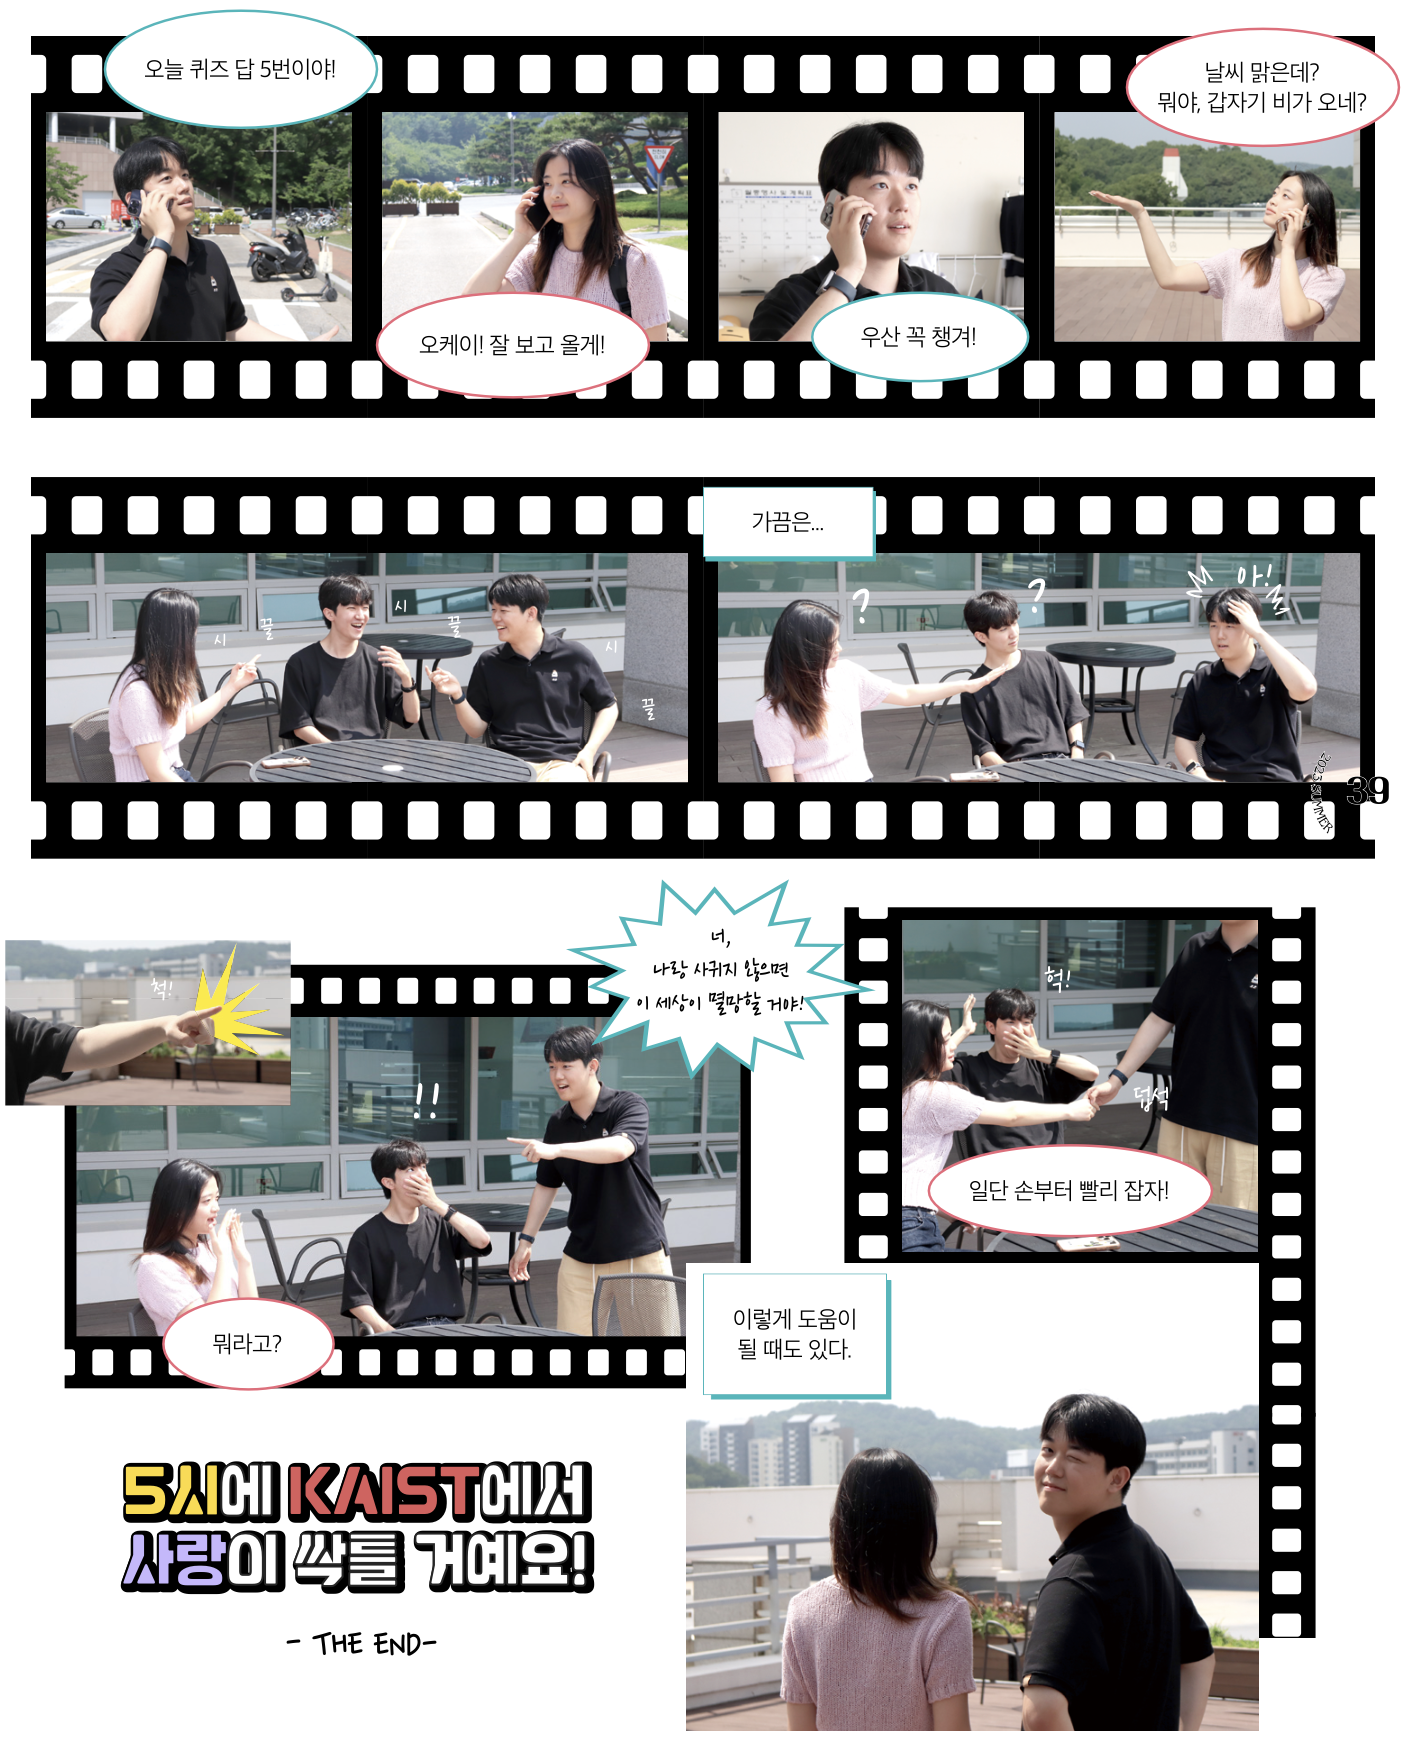 오늘 퀴즈 답 5번이야!
오케이! 잘 보고 올게!
우산 꼭 챙겨!
날씨 맑은데?
뭐야, 갑자기 비가 오네?
시
끌
시
끌
시
끌
가끔은...
?
?
아!
2023 SUMMER
39
척!
너,
나랑 사귀지 않으면
이 세상이 멸망할 거야!
!!
뭐라고?
헉!
덥석
일단 손부터 빨리 잡자!
이렇게 도움이
될 때도 있다.
5시에 KAIST에서
사랑이 싹틀 거예요!
- THE END-